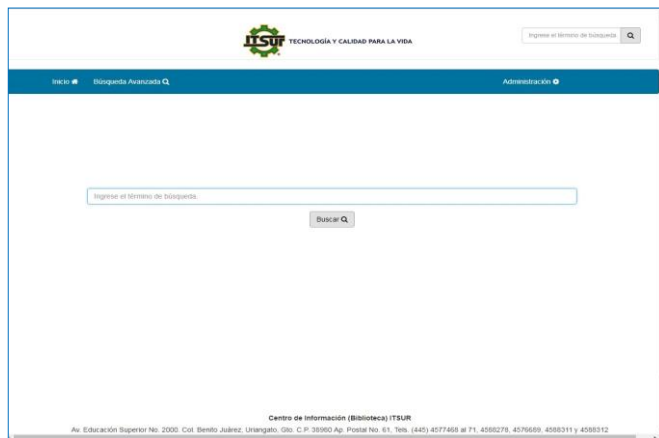 ITSUR TECNOLOGÍA Y CALIDAD PARA LA VIDA
Ingrese el término de búsqueda
Inicio Búsqueda Avanzada Administración
Ingrese el término de búsqueda
Buscar
Centro de Información (Biblioteca) ITSUR
Av. Educación Superior No. 2000. Col. Benito Juárez, Uriangato, Gto. C.P. 38980 Ap. Postal No. 61, Tels. (445) 4577468 al 71, 4588278, 4576689, 4588311 y 4588312